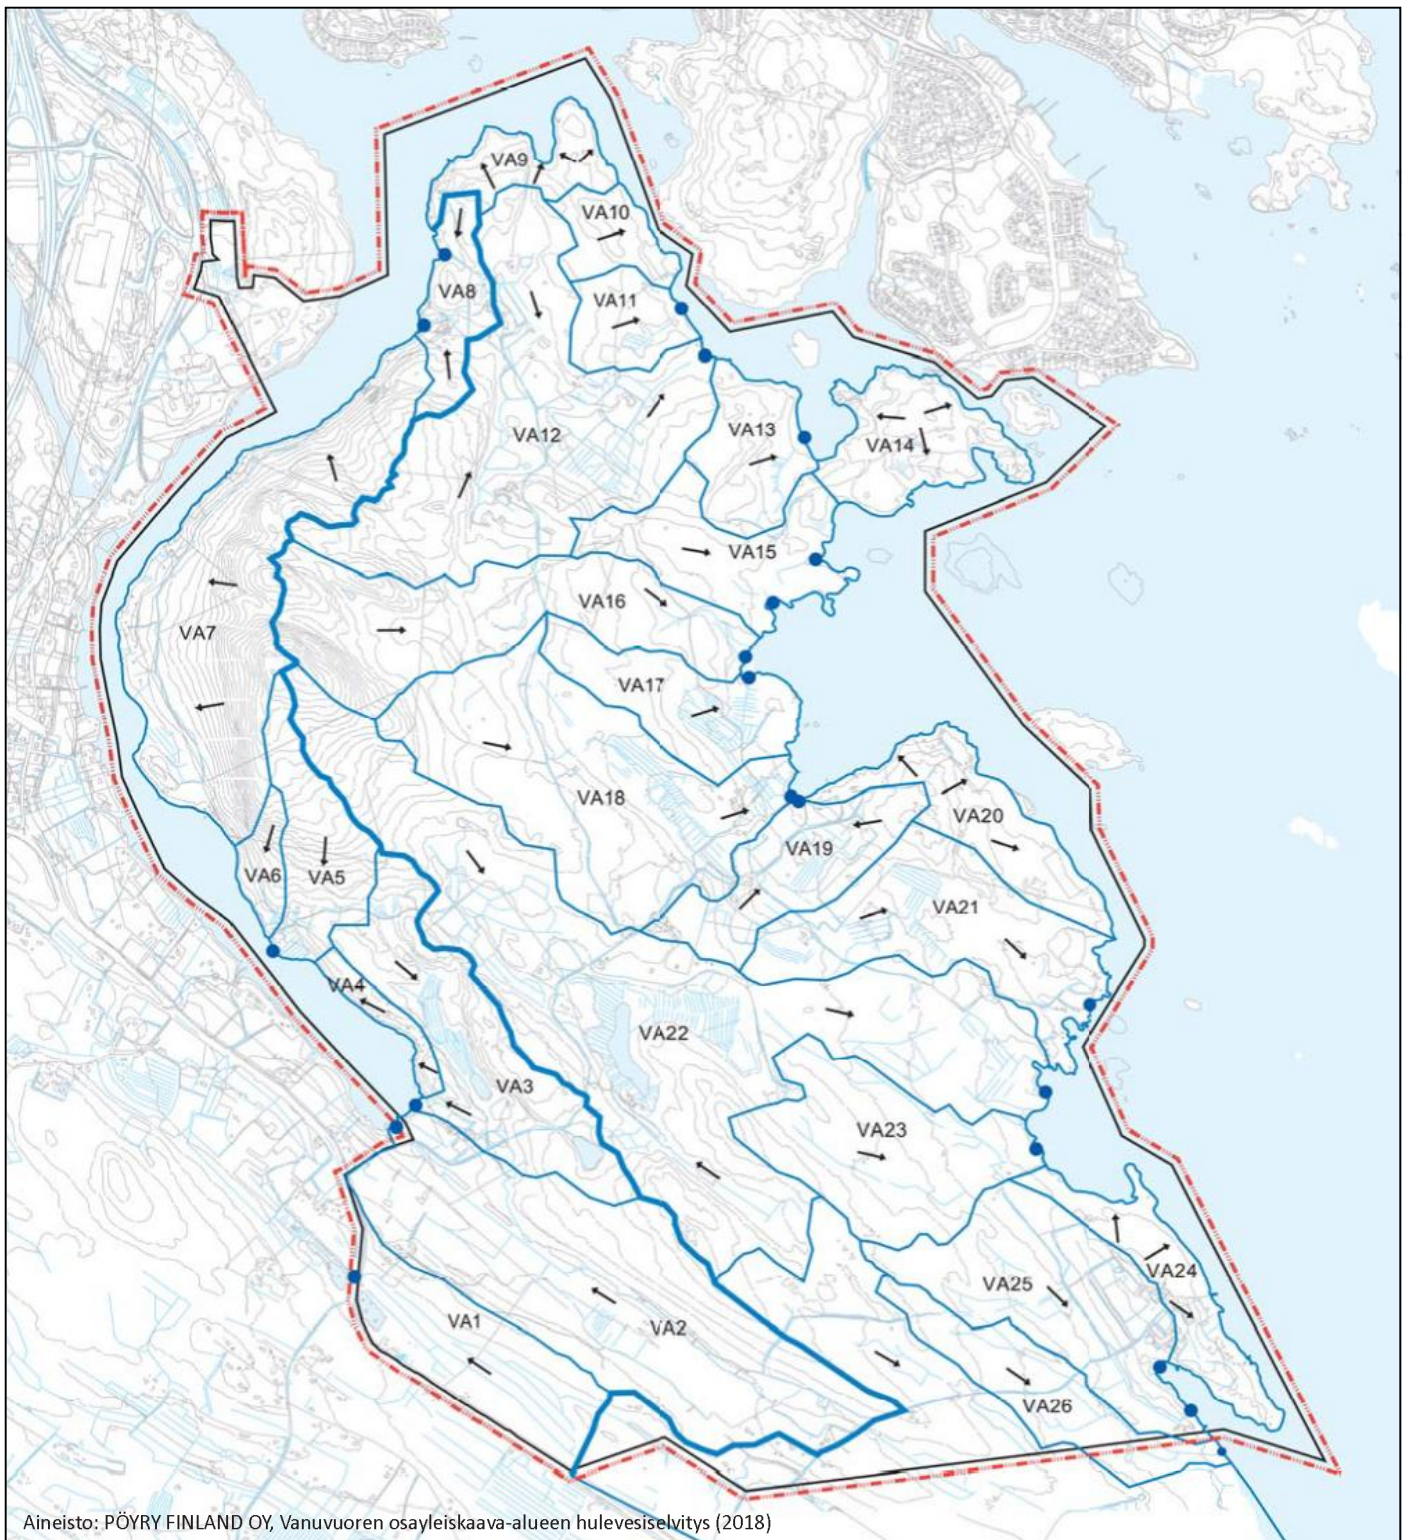 VA9
VA10
VA8
VA11
VA12
VA13
VA14
VA15
VA16
VA7
VA17
VA18
VA20
VA19
VA6
VA5
VA21
VA4
VA22
VA3
VA23
VA24
VA25
VA1
VA2
VA26
Aineisto: PÖYRY FINLAND OY, Vanuvuoren osayleiskaava-alueen hulevesiselvitys (2018)